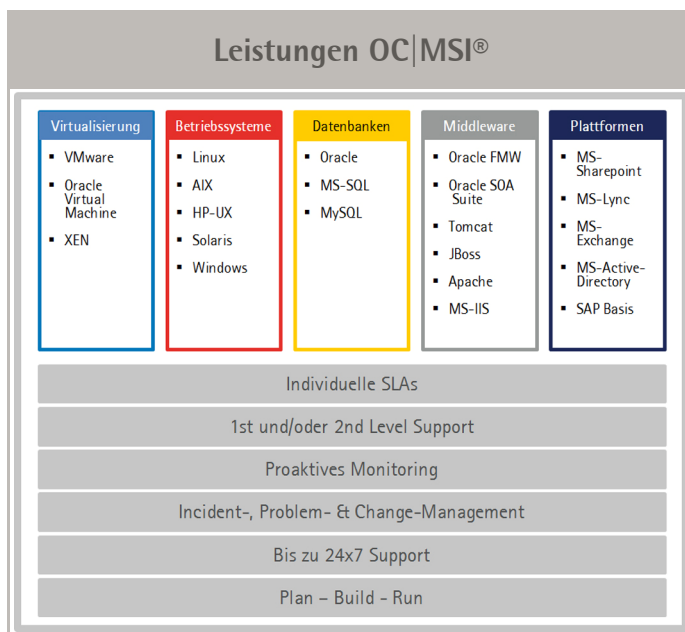 Leistungen OC|MSI®
Virtualisierung
▪ VMware
▪ Oracle
Virtual
Machine
▪ XEN
Betriebssysteme
▪ Linux
▪ AIX
▪ HP-UX
▪ Solaris
▪ Windows
Datenbanken
▪ Oracle
▪ MS-SQL
▪ MySQL
Middleware
▪ Oracle FMW
▪ Oracle SOA
Suite
▪ Tomcat
▪ JBoss
▪ Apache
▪ MS-IIS
Plattformen
▪ MS-
Sharepoint
▪ MS-Lync
▪ MS-
Exchange
▪ MS-Active-
Directory
▪ SAP Basis
Individuelle SLAs
1st und/oder 2nd Level Support
Proaktives Monitoring
Incident-, Problem- & Change-Management
Bis zu 24x7 Support
Plan – Build - Run